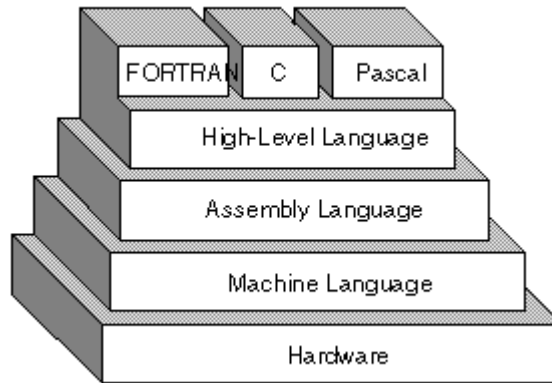 FORTRAN C Pascal
High-Level Language
Assembly Language
Machine Language
Hardware